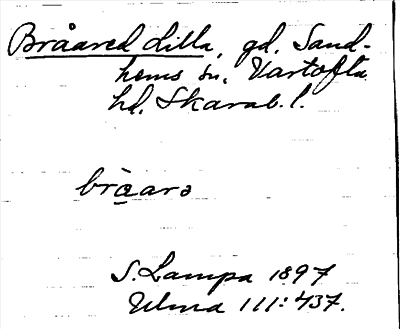 Bråared Lilla, gd. Sand-
hems sn, Vartofta
hd, Skarab. l.
bråarə
S. Lampa 1897
Ulma 111:437.